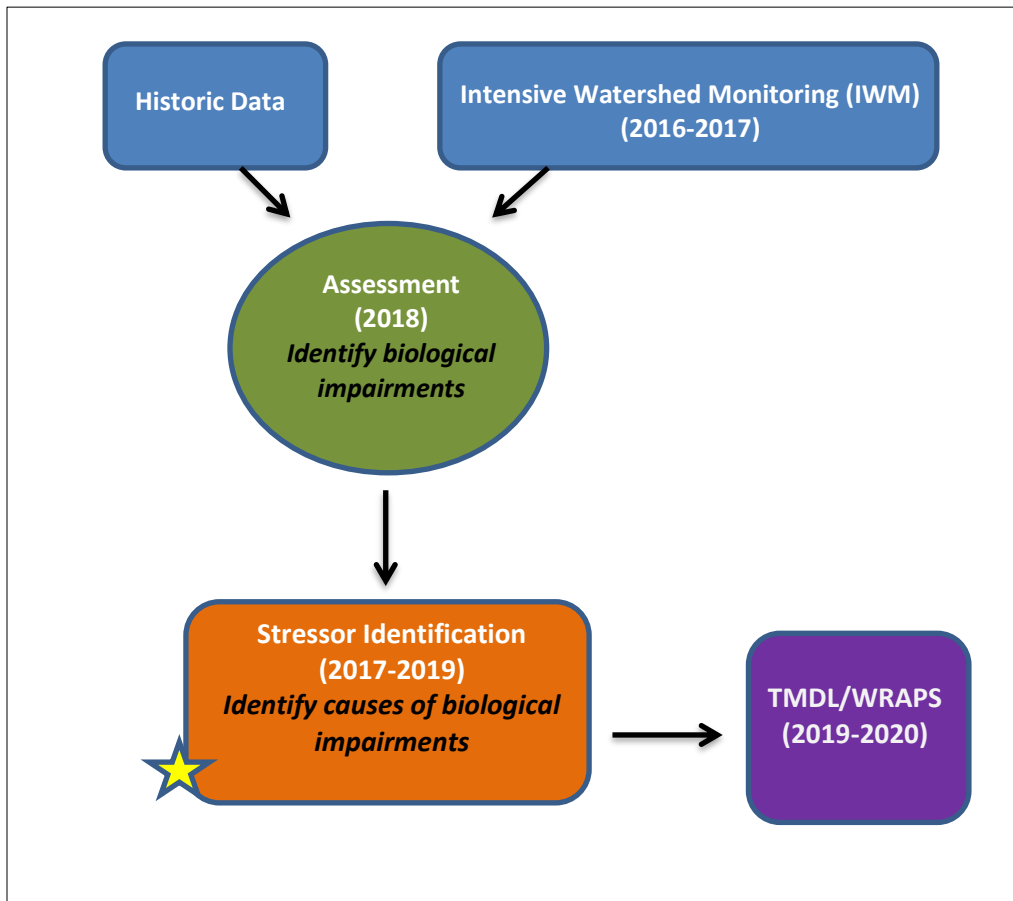 Historic Data
Intensive Watershed Monitoring (IWM)
(2016-2017)
Assessment
(2018)
Identify biological
impairments
Stressor Identification
(2017-2019)
Identify causes of biological
impairments
TMDL/WRAPS
(2019-2020)